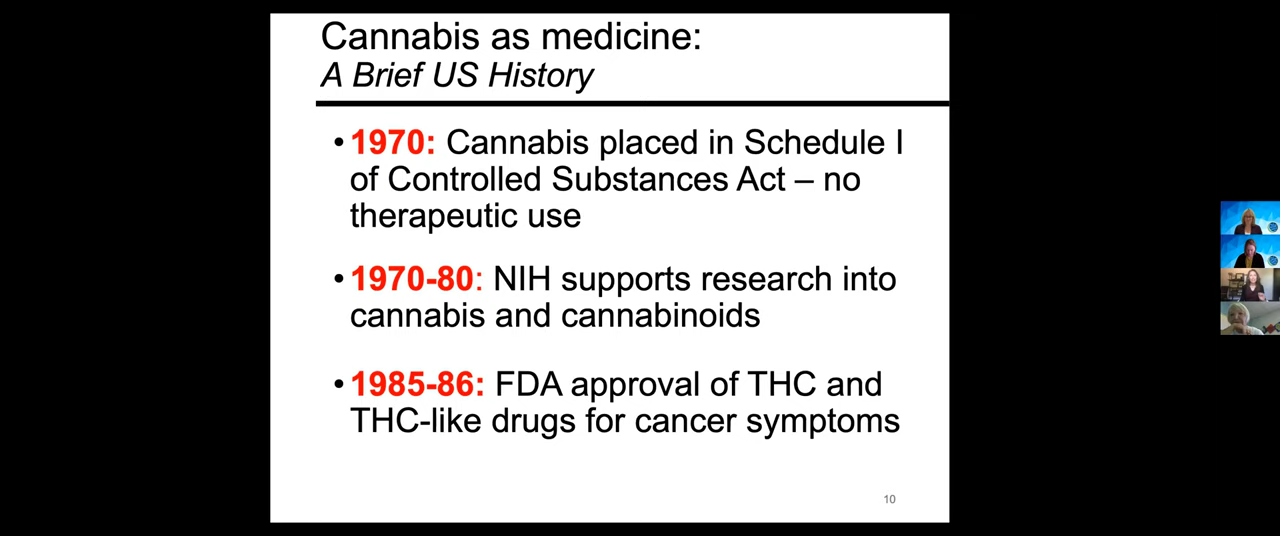 Cannabis as medicine:
A Brief US History
• 1970: Cannabis placed in Schedule I
of Controlled Substances Act – no
therapeutic use
• 1970-80: NIH supports research into
cannabis and cannabinoids
• 1985-86: FDA approval of THC and
THC-like drugs for cancer symptoms
10